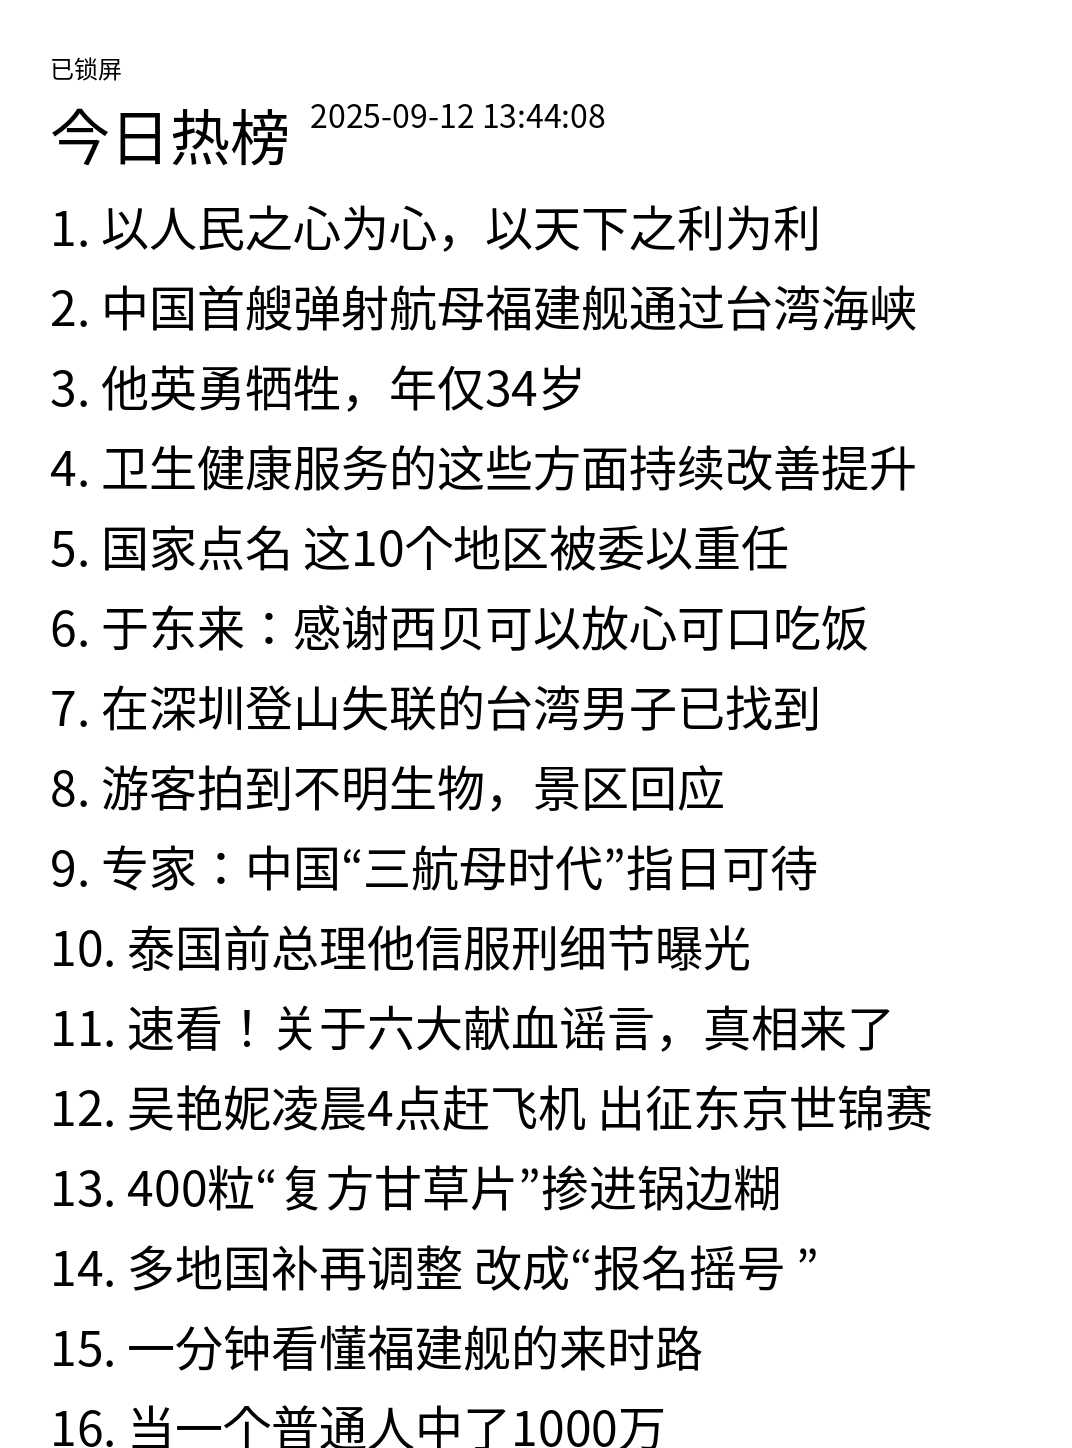 已锁屏
今日热榜 2025-09-12 13:44:08
1. 以人民之心为心，以天下之利为利
2. 中国首艘弹射航母福建舰通过台湾海峡
3. 他英勇牺牲，年仅34岁
4. 卫生健康服务的这些方面持续改善提升
5. 国家点名 这10个地区被委以重任
6. 于东来：感谢西贝可以放心可口吃饭
7. 在深圳登山失联的台湾男子已找到
8. 游客拍到不明生物，景区回应
9. 专家：中国“三航母时代”指日可待
10. 泰国前总理他信服刑细节曝光
11. 速看！关于六大献血谣言，真相来了
12. 吴艳妮凌晨4点赶飞机 出征东京世锦赛
13. 400粒“复方甘草片”掺进锅边糊
14. 多地国补再调整 改成“报名摇号 ”
15. 一分钟看懂福建舰的来时路
16. 当一个普通人中了1000万